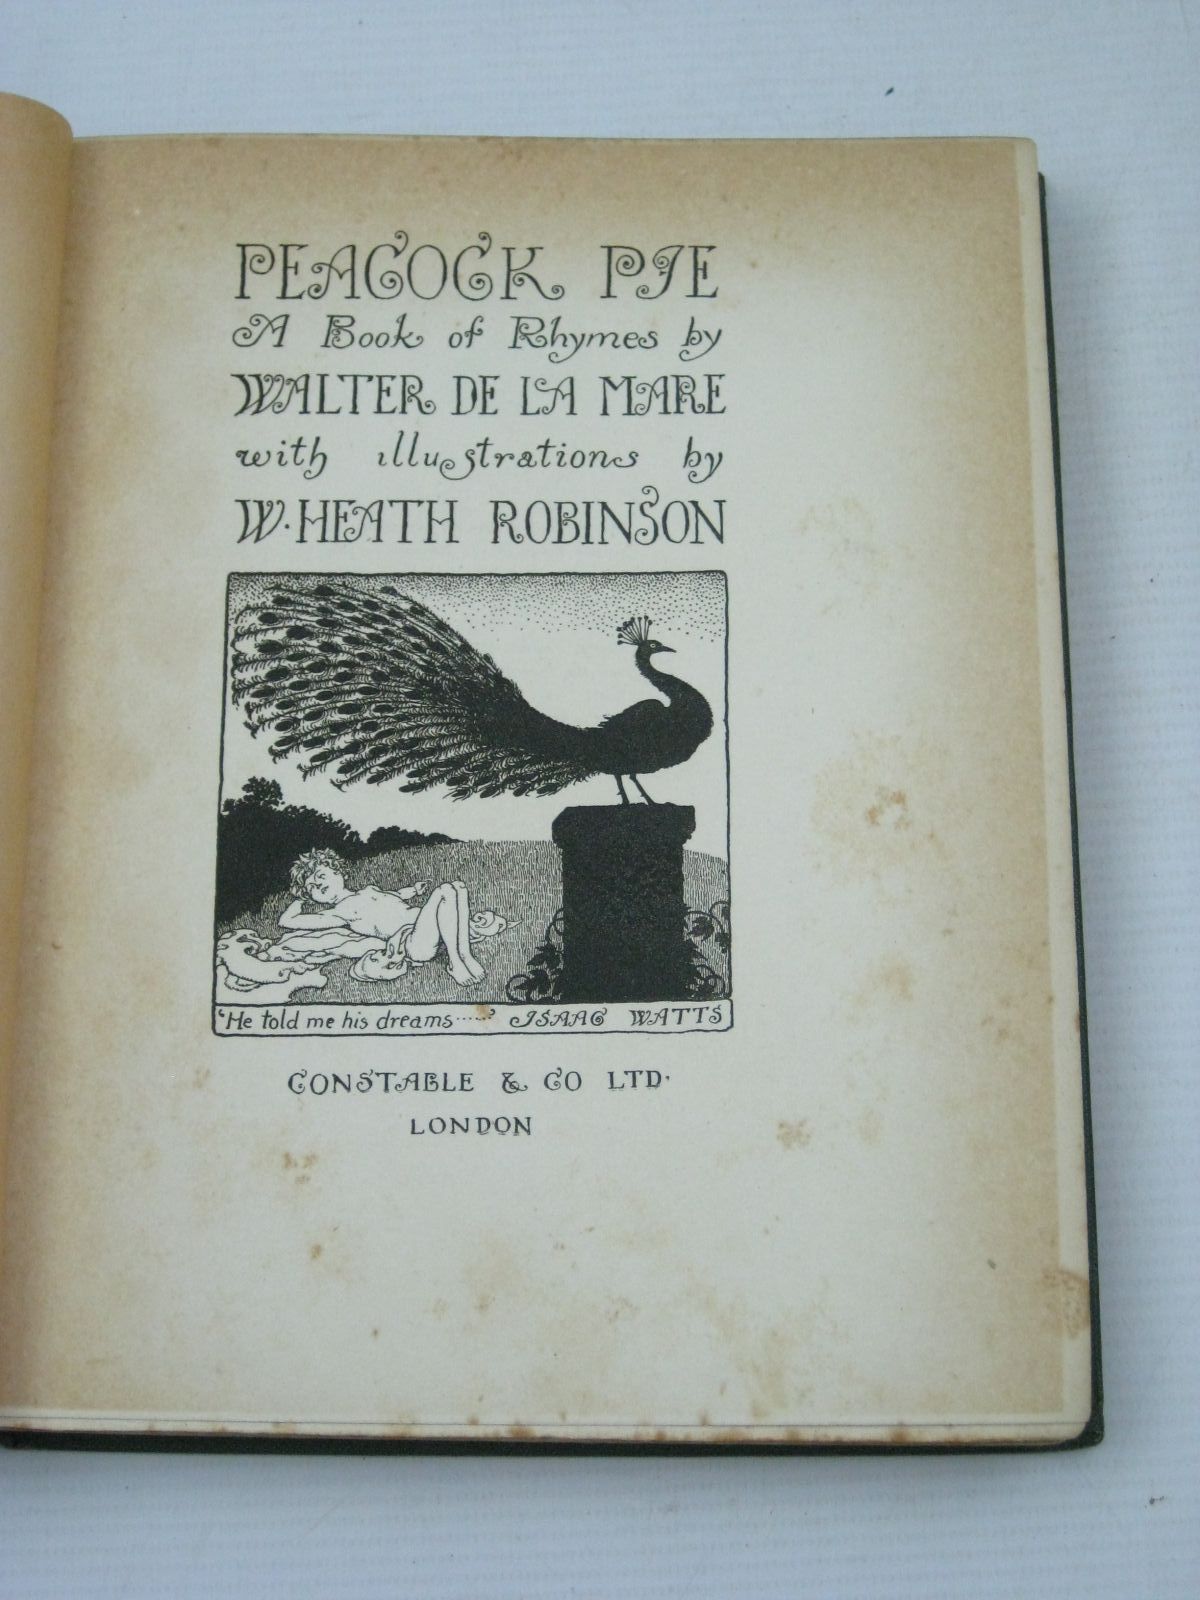 PEACOCK PIE
A Book of Rhymes by
WALTER DE LA MARE
with illustrations by
W. HEATH ROBINSON
'He told me his dreams......' ISAAC WATTS
CONSTABLE & CO LTD.
LONDON